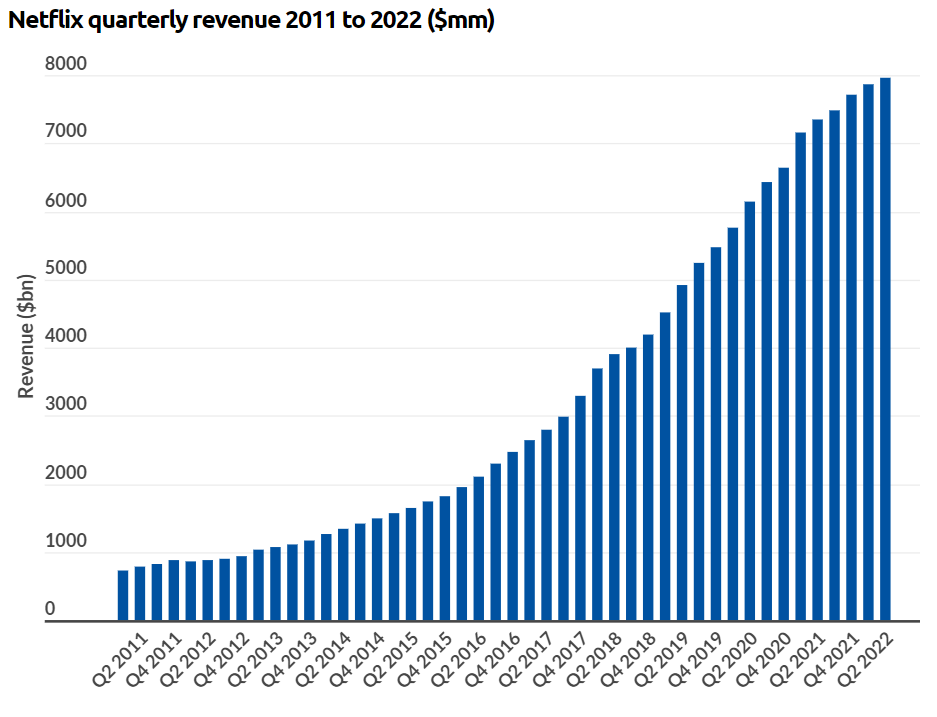 Netflix quarterly revenue 2011 to 2022 ($mm)
8000
7000
6000
5000
4000
3000
2000
1000
0
Revenue ($bn)
Q2 2011
Q4 2011
Q2 2012
Q4 2012
Q2 2013
Q4 2013
Q2 2014
Q4 2014
Q2 2015
Q4 2015
Q2 2016
Q4 2016
Q2 2017
Q4 2017
Q2 2018
Q4 2018
Q2 2019
Q4 2019
Q2 2020
Q4 2020
Q2 2021
Q4 2021
Q2 2022